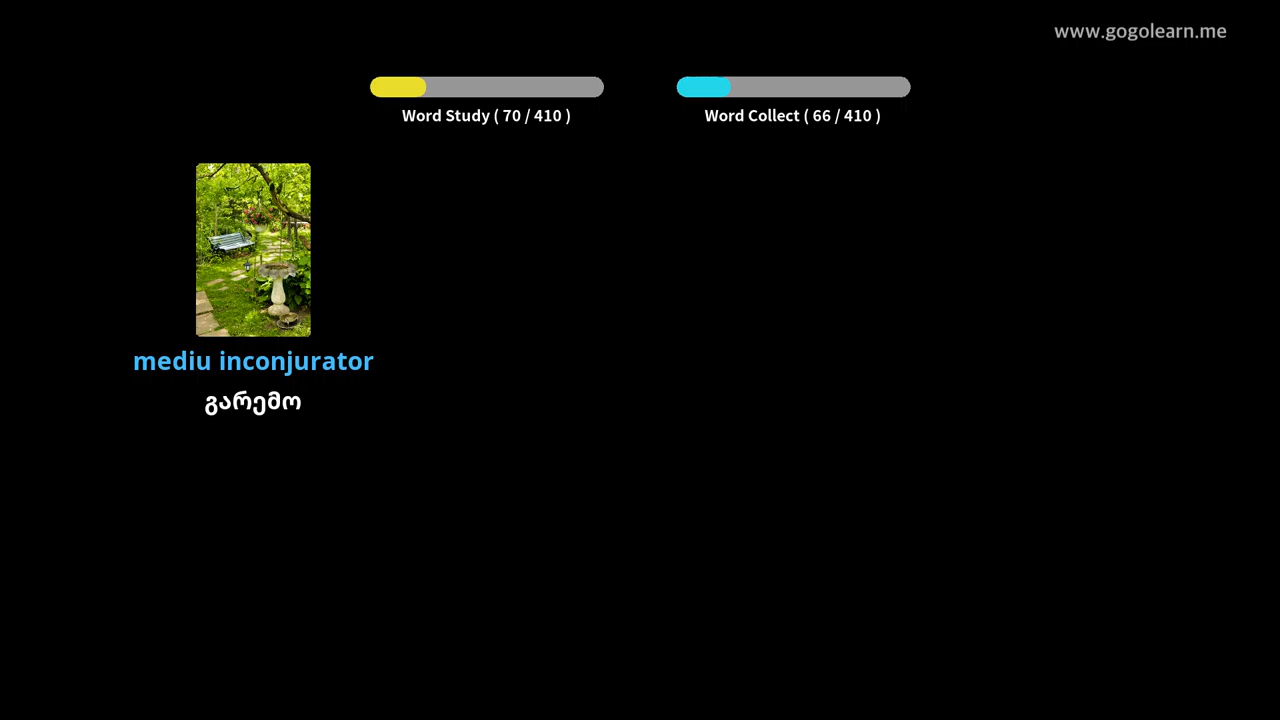 www.gogolearn.me
Word Study ( 70 / 410 )
Word Collect ( 66 / 410 )
mediu inconjurator
გარემო